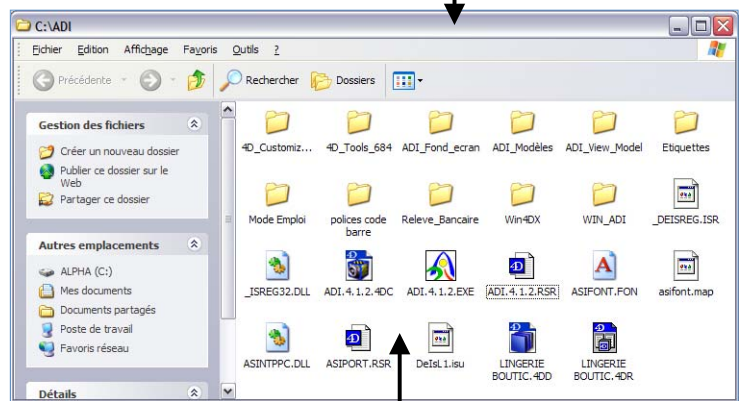 C:\ADI
Fichier Edition Affichage Favoris Outils ?
Précédente Rechercher Dossiers
Gestion des fichiers
Créer un nouveau dossier
Publier ce dossier sur le
Web
Partager ce dossier
Autres emplacements
ALPHA (C:)
Mes documents
Documents partagés
Poste de travail
Favoris réseau
Détails
4D_Customiz... 4D_Tools_684 ADI_Fond_ecran ADI_Modèles ADI_View_Model Etiquettes
Mode Emploi polices code Releve_Bancaire Win4DX WIN_ADI _DEISREG.ISR
barre
_ISREG32.DLL ADI.4.1.2.4DC ADI.4.1.2.EXE ADI.4.1.2.RSR ASIFONT.FON asifont.map
ASINTPPC.DLL ASIPORT.RSR DeIsL1.isu LINGERIE LINGERIE
BOUTIC.4DD BOUTIC.4DR